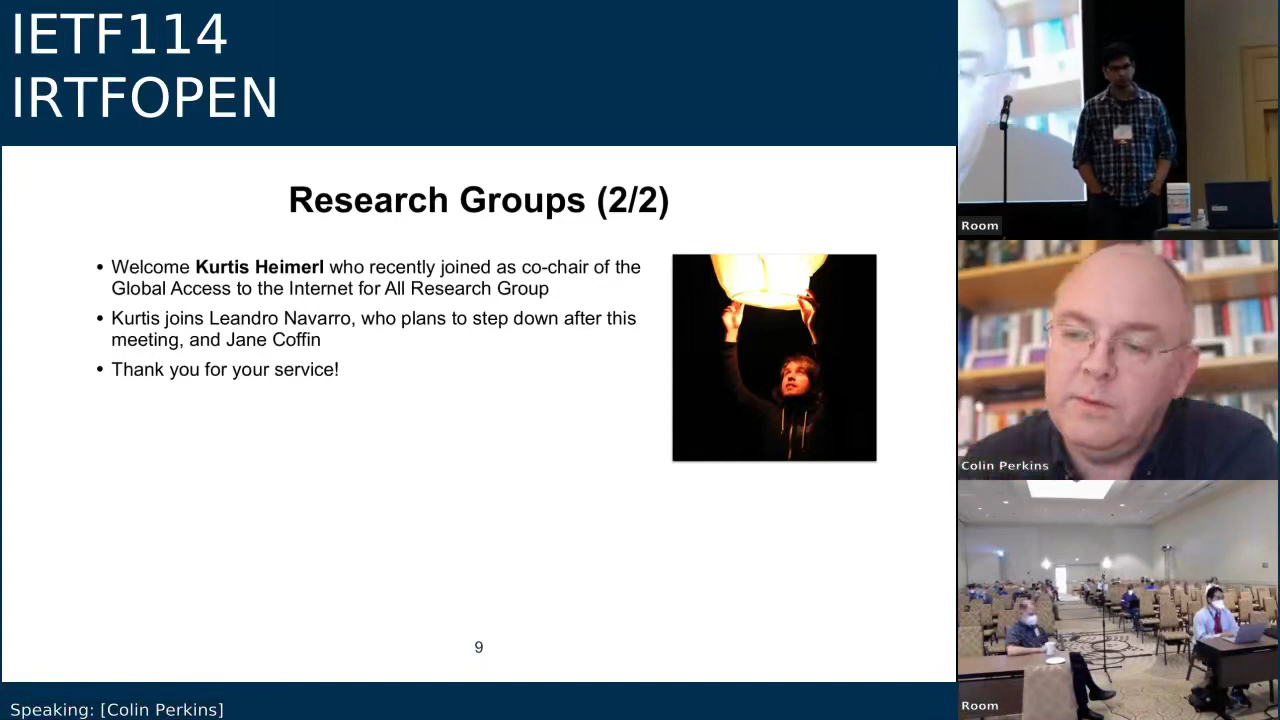 IETF114
IRTFOPEN
Research Groups (2/2)
• Welcome Kurtis Heimerl who recently joined as co-chair of the
Global Access to the Internet for All Research Group
• Kurtis joins Leandro Navarro, who plans to step down after this
meeting, and Jane Coffin
• Thank you for your service!
9
Speaking: [Colin Perkins]
Room
Colin Perkins
Room